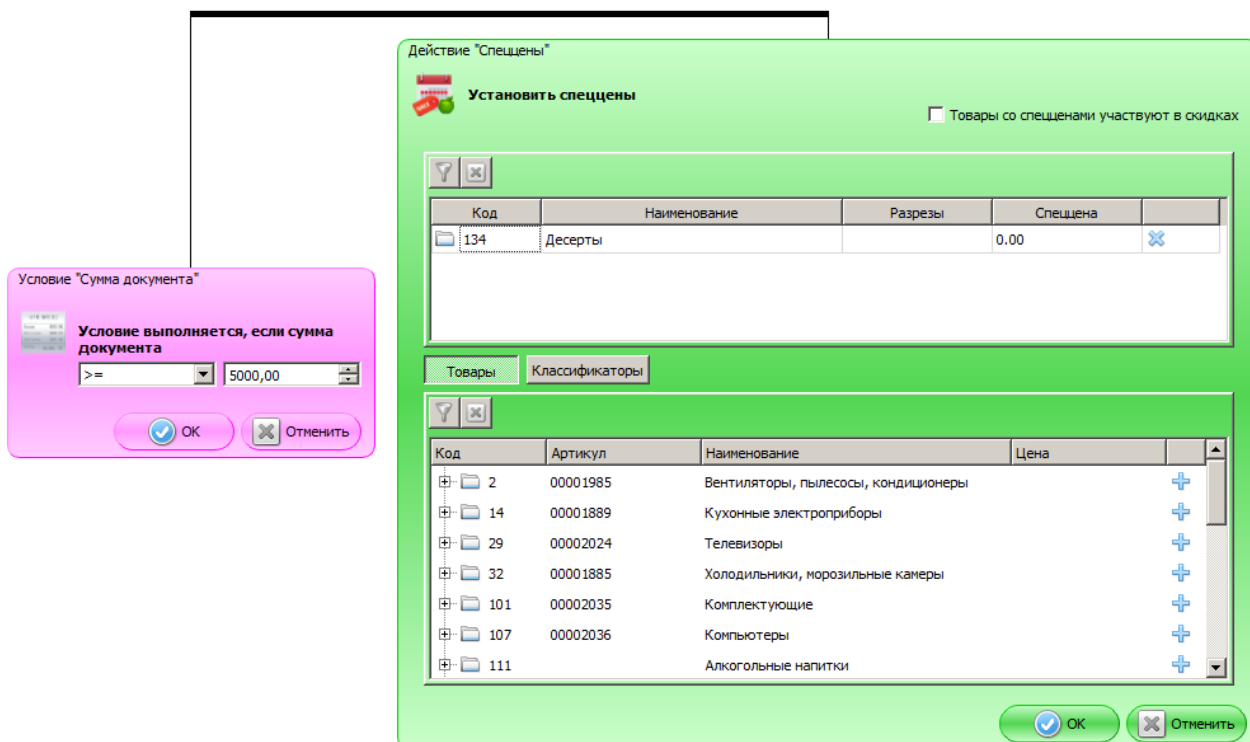 Действие "Спеццены"
Установить спеццены
Товары со спецценами участвуют в скидках
Код Наименование Разрезы Спеццена
134 Десерты 0.00
Условие "Сумма документа"
Условие выполняется, если сумма
документа
>= 5000,00
OK Отменить
Товары Классификаторы
Код Артикул Наименование Цена
2 00001985 Вентиляторы, пылесосы, кондиционеры
14 00001889 Кухонные электроприборы
29 00002024 Телевизоры
32 00001885 Холодильники, морозильные камеры
101 00002035 Комплектующие
107 00002036 Компьютеры
111 Алкогольные напитки
OK Отменить